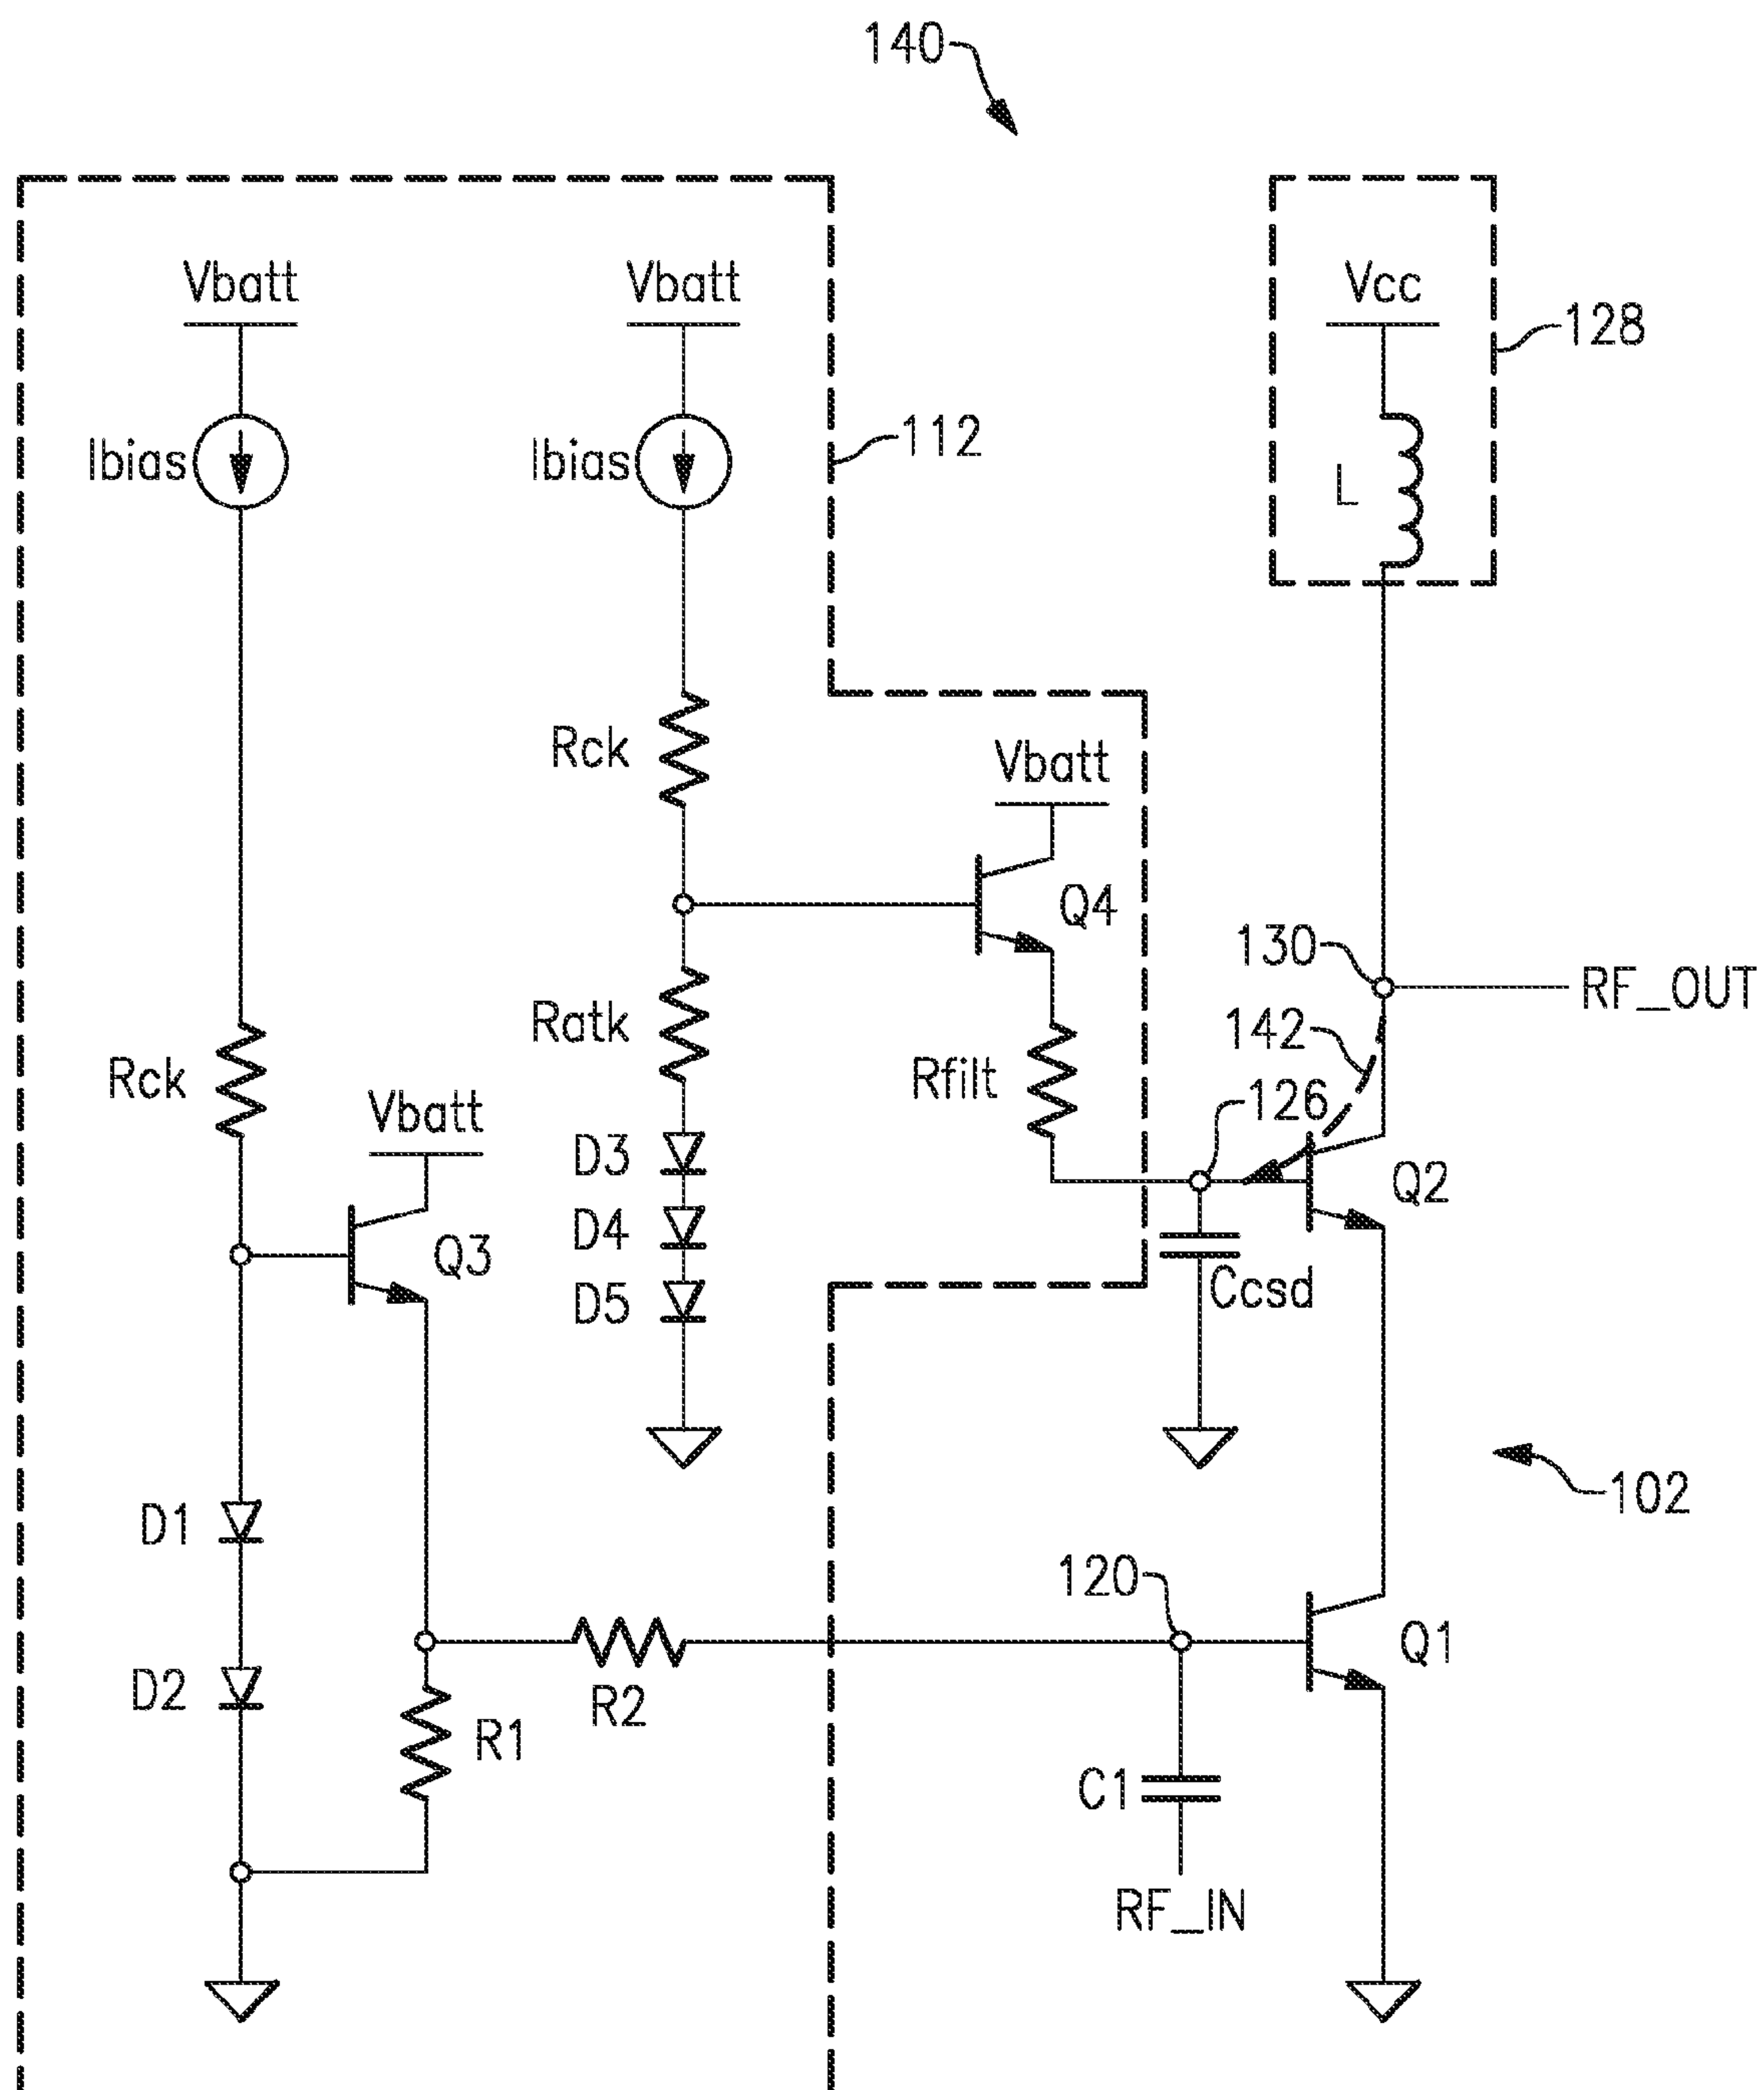 140
Vbatt
Vbatt
Vcc
128
Ibias
Ibias
112
L
Rck
Vbatt
Q4
130
RF_OUT
Ratk
142
Rck
Rfilt
126
Vbatt
D3
Q2
D4
Q3
D5
Ccsd
102
D1
120
Q1
D2
R2
R1
C1
RF_IN